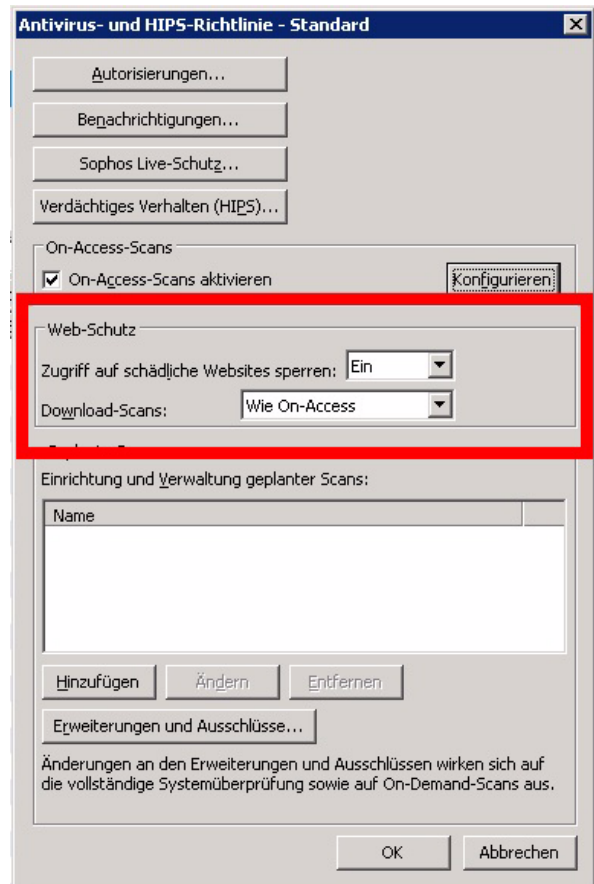 Antivirus- und HIPS-Richtlinie - Standard
Autorisierungen...
Benachrichtigungen...
Sophos Live-Schutz...
Verdächtiges Verhalten (HIPS)...
On-Access-Scans
On-Access-Scans aktivieren
Konfigurieren
Web-Schutz
Zugriff auf schädliche Websites sperren: Ein
Download-Scans: Wie On-Access
Einrichtung und Verwaltung geplanter Scans:
Name
Hinzufügen Ändern Entfernen
Erweiterungen und Ausschlüsse...
Änderungen an den Erweiterungen und Ausschlüssen wirken sich auf
die vollständige Systemüberprüfung sowie auf On-Demand-Scans aus.
OK Abbrechen